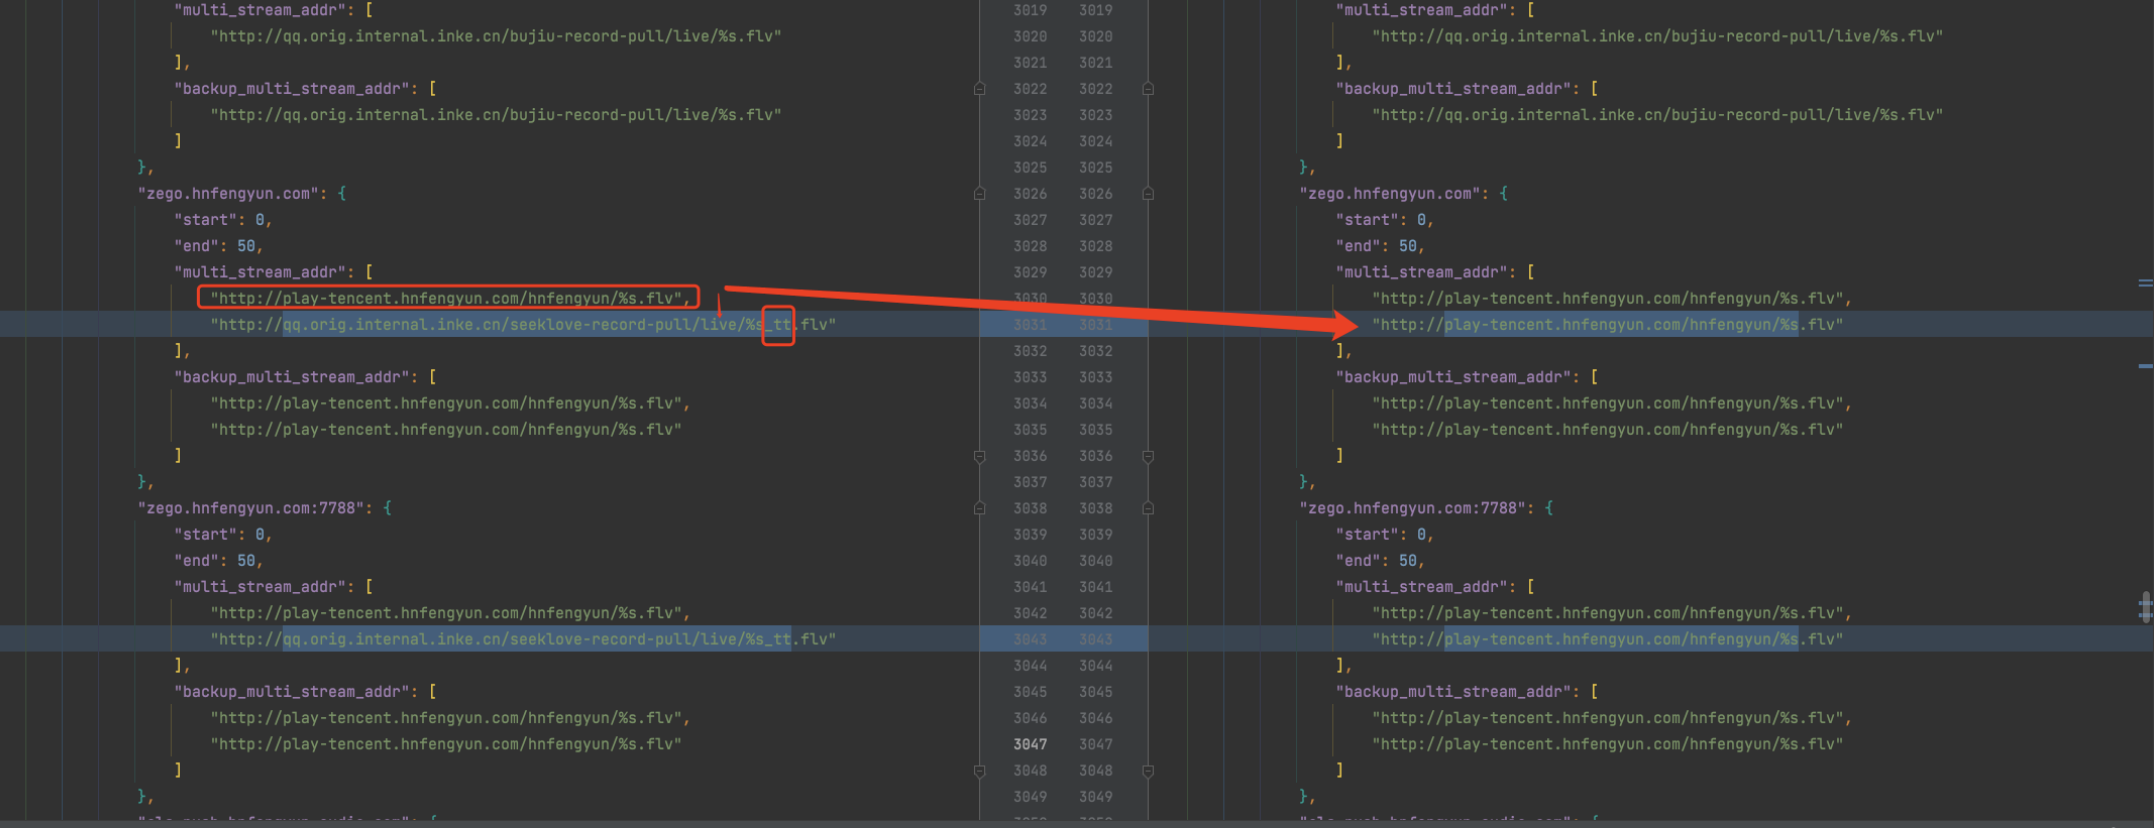 "multi_stream_addr": [ 3019 3019 "multi_stream_addr": [
"http://qq.orig.internal.inke.cn/bujiu-record-pull/live/%s.flv" 3020 3020 "http://qq.orig.internal.inke.cn/bujiu-record-pull/live/%s.flv"
], 3021 3021 ],
"backup_multi_stream_addr": [ 3022 3022 "backup_multi_stream_addr": [
"http://qq.orig.internal.inke.cn/bujiu-record-pull/live/%s.flv" 3023 3023 "http://qq.orig.internal.inke.cn/bujiu-record-pull/live/%s.flv"
] 3024 3024 ]
}, 3025 3025 },
"zego.hnfengyun.com": { 3026 3026 "zego.hnfengyun.com": {
"start": 0, 3027 3027 "start": 0,
"end": 50, 3028 3028 "end": 50,
"multi_stream_addr": [ 3029 3029 "multi_stream_addr": [
"http://play-tencent.hnfengyun.com/hnfengyun/%s.flv", 3030 3030 "http://play-tencent.hnfengyun.com/hnfengyun/%s.flv",
"http://qq.orig.internal.inke.cn/seeklove-record-pull/live/%s_tt.flv" 3031 3031 "http://play-tencent.hnfengyun.com/hnfengyun/%s.flv"
], 3032 3032 ],
"backup_multi_stream_addr": [ 3033 3033 "backup_multi_stream_addr": [
"http://play-tencent.hnfengyun.com/hnfengyun/%s.flv", 3034 3034 "http://play-tencent.hnfengyun.com/hnfengyun/%s.flv",
"http://play-tencent.hnfengyun.com/hnfengyun/%s.flv" 3035 3035 "http://play-tencent.hnfengyun.com/hnfengyun/%s.flv"
] 3036 3036 ]
}, 3037 3037 },
"zego.hnfengyun.com:7788": { 3038 3038 "zego.hnfengyun.com:7788": {
"start": 0, 3039 3039 "start": 0,
"end": 50, 3040 3040 "end": 50,
"multi_stream_addr": [ 3041 3041 "multi_stream_addr": [
"http://play-tencent.hnfengyun.com/hnfengyun/%s.flv", 3042 3042 "http://play-tencent.hnfengyun.com/hnfengyun/%s.flv",
"http://qq.orig.internal.inke.cn/seeklove-record-pull/live/%s_tt.flv" 3043 3043 "http://play-tencent.hnfengyun.com/hnfengyun/%s.flv"
], 3044 3044 ],
"backup_multi_stream_addr": [ 3045 3045 "backup_multi_stream_addr": [
"http://play-tencent.hnfengyun.com/hnfengyun/%s.flv", 3046 3046 "http://play-tencent.hnfengyun.com/hnfengyun/%s.flv",
"http://play-tencent.hnfengyun.com/hnfengyun/%s.flv" 3047 3047 "http://play-tencent.hnfengyun.com/hnfengyun/%s.flv"
] 3048 3048 ]
}, 3049 3049 },